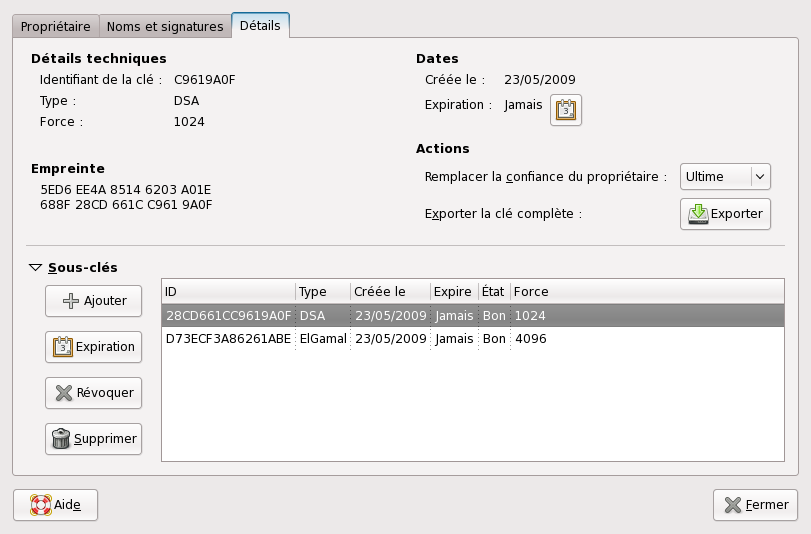 Propriétaire Noms et signatures Détails
Détails techniques
Identifiant de la clé : C9619A0F
Type : DSA
Force : 1024
Dates
Créée le : 23/05/2009
Expiration : Jamais 3
Empreinte
5ED6 EE4A 8514 6203 A01E
688F 28CD 661C C961 9A0F
Actions
Remplacer la confiance du propriétaire : Ultime
Exporter la clé complète : Exporter
Sous-clés
Ajouter
3 Expiration
Révoquer
Supprimer
ID Type Créée le Expire État Force
28CD661CC9619A0F DSA 23/05/2009 Jamais Bon 1024
D73ECF3A86261ABE ElGamal 23/05/2009 Jamais Bon 4096
Aide Fermer